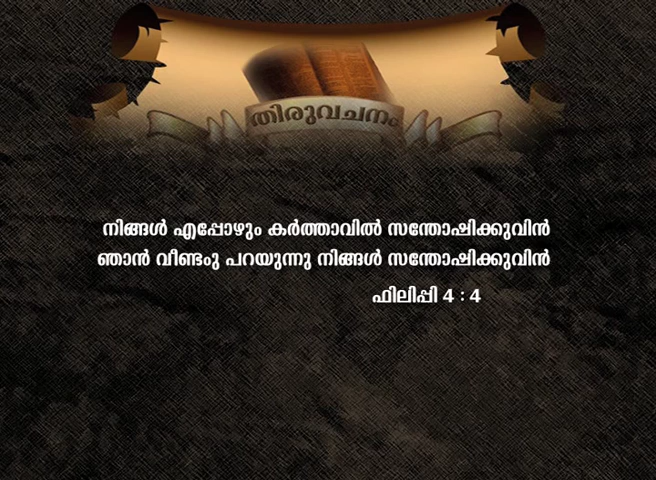 തിരുവചനം
നിങ്ങൾ എപ്പോഴും കർത്താവിൽ സന്തോഷിക്കുവിൻ
ഞാൻ വീണ്ടംു പറയുന്നു നിങ്ങൾ സന്തോഷിക്കുവിൻ
ഫിലിപ്പി 4 : 4